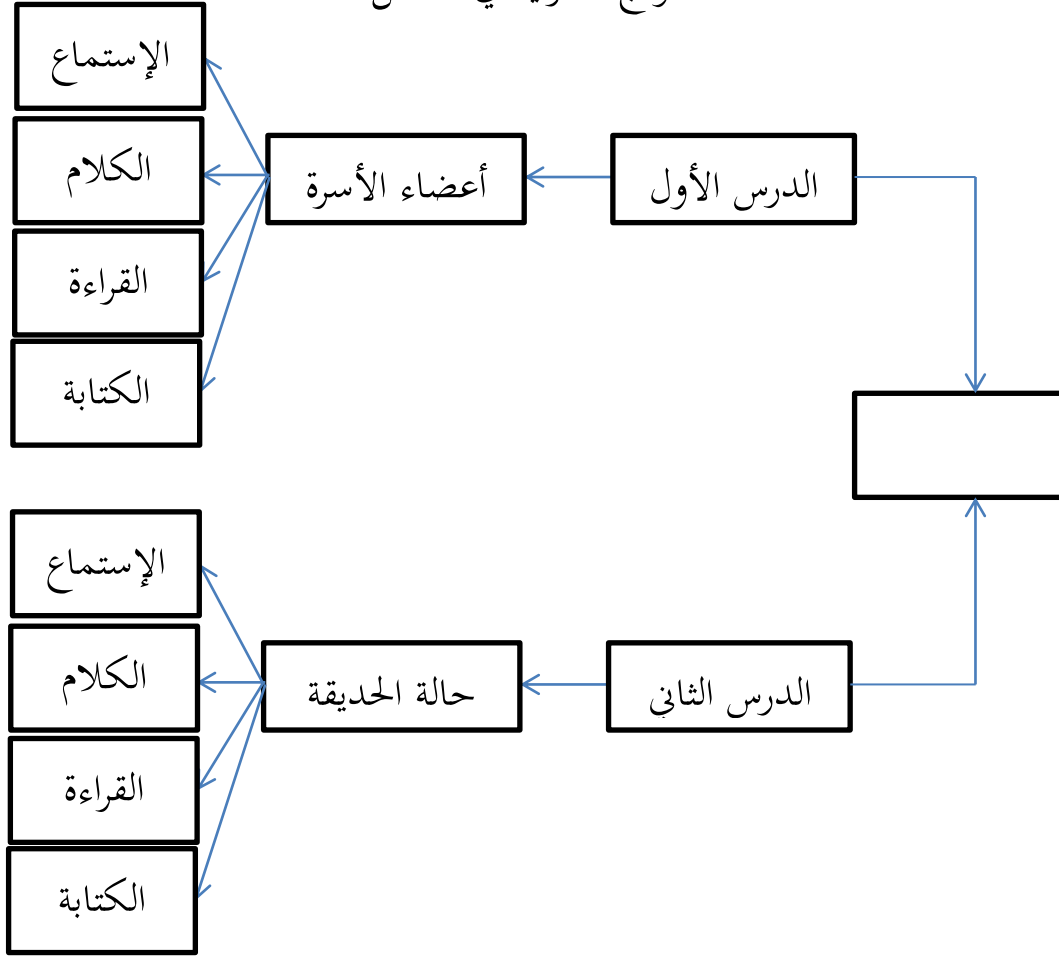 الدرس الأول
أعضاء الأسرة
الإستماع
الكلام
القراءة
الكتابة
الدرس الثاني
حالة الحديقة
الإستماع
الكلام
القراءة
الكتابة